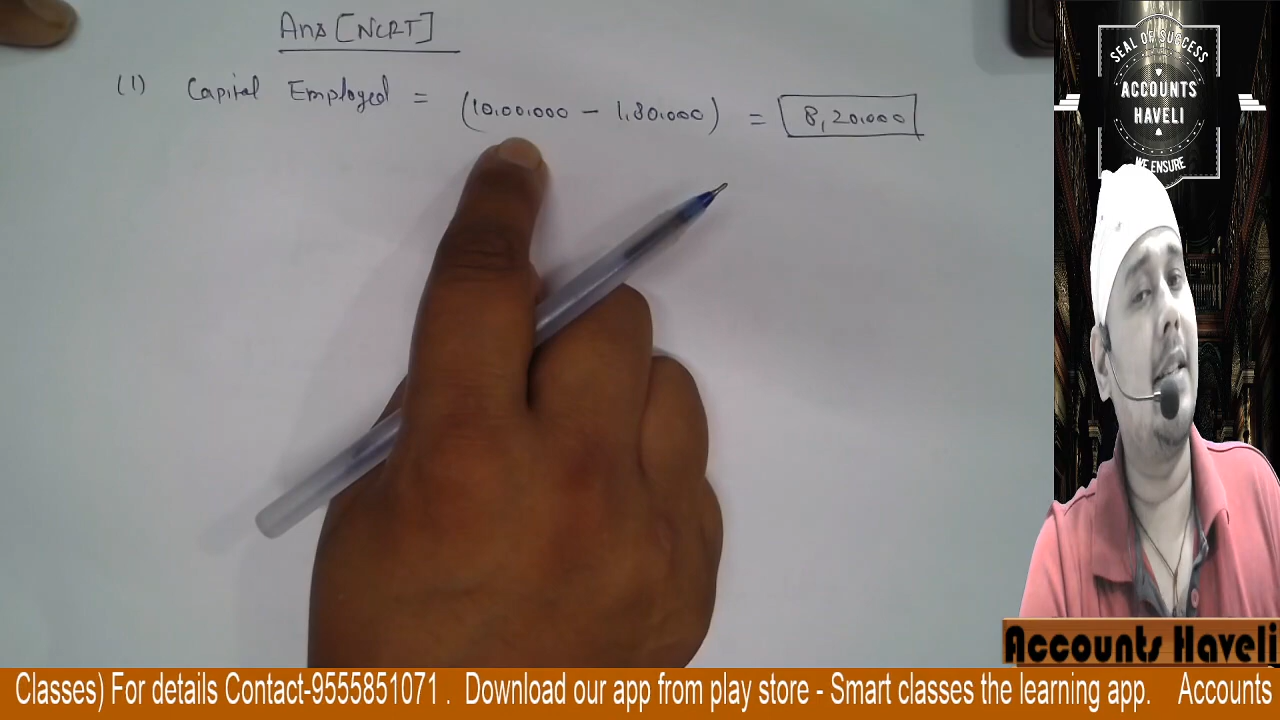 Ans [NCRT]
(1) Capital Employed = (10,00,000 - 1,80,000) = 8,20,000
SEAL OF SUCCESS
ACCOUNTS
HAVELI
WE ENSURE
Accounts Haveli
Classes) For details Contact-9555851071 . Download our app from play store - Smart classes the learning app. Accounts